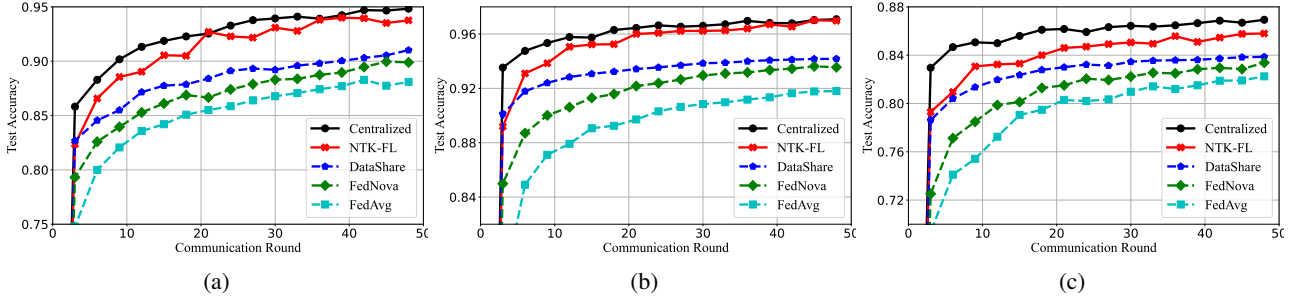 0.95
0.90
0.85
0.80
0.75
Test Accuracy
0
10
20
30
40
50
Communication Round
Centralized
NTK-FL
DataShare
FedNova
FedAvg
(a)
0.96
0.92
0.88
0.84
Test Accuracy
0
10
20
30
40
50
Communication Round
Centralized
NTK-FL
DataShare
FedNova
FedAvg
(b)
0.88
0.84
0.80
0.76
0.72
Test Accuracy
0
10
20
30
40
50
Communication Round
Centralized
NTK-FL
DataShare
FedNova
FedAvg
(c)